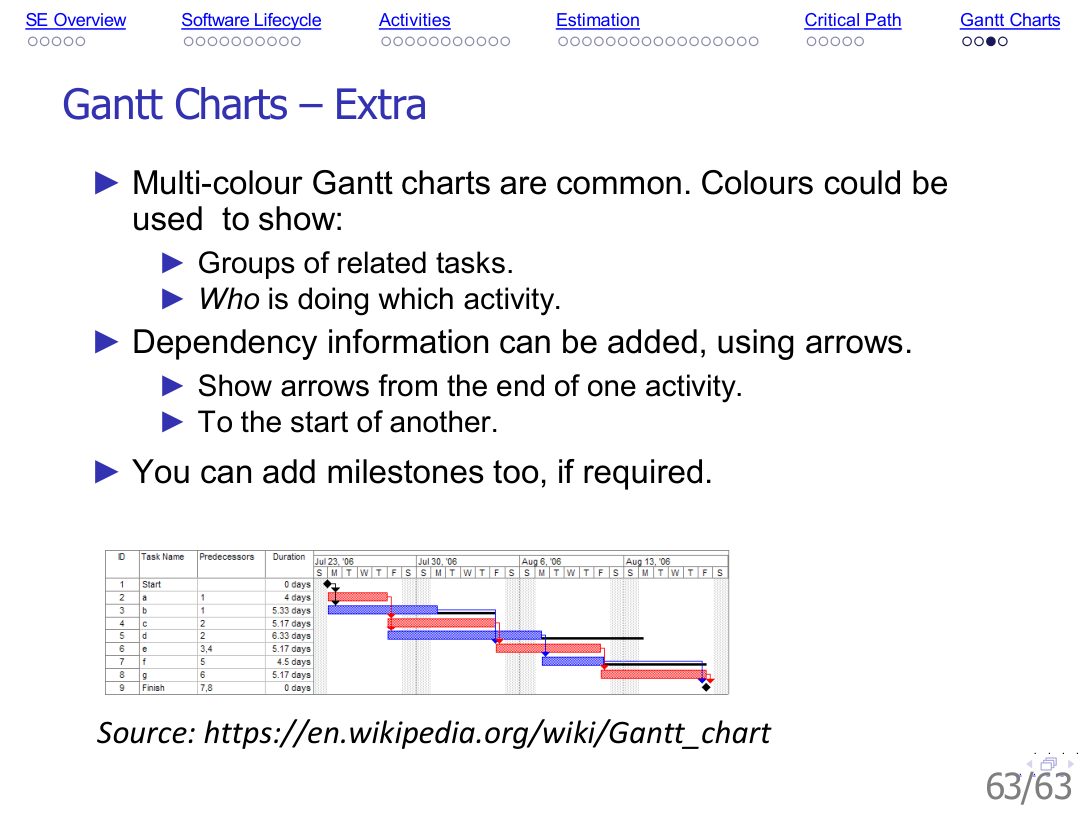 SE Overview Software Lifecycle Activities Estimation Critical Path Gantt Charts
Gantt Charts – Extra
► Multi-colour Gantt charts are common. Colours could be
used to show:
► Groups of related tasks.
► Who is doing which activity.
► Dependency information can be added, using arrows.
► Show arrows from the end of one activity.
► To the start of another.
► You can add milestones too, if required.
ID Task Name Predecessors Duration
Jul 23, '06 Jul 30, '06 Aug 6, '06 Aug 13, '06
S M T W T F S S M T W T F S S M T W T F S S M T W T F S
1 Start 0 days
2 a 1 4 days
3 b 1 5.33 days
4 c 2 5.17 days
5 d 2 6.33 days
6 e 3,4 5.17 days
7 f 5 4.5 days
8 g 6 5.17 days
9 Finish 7,8 0 days
Source: https://en.wikipedia.org/wiki/Gantt_chart
63/63